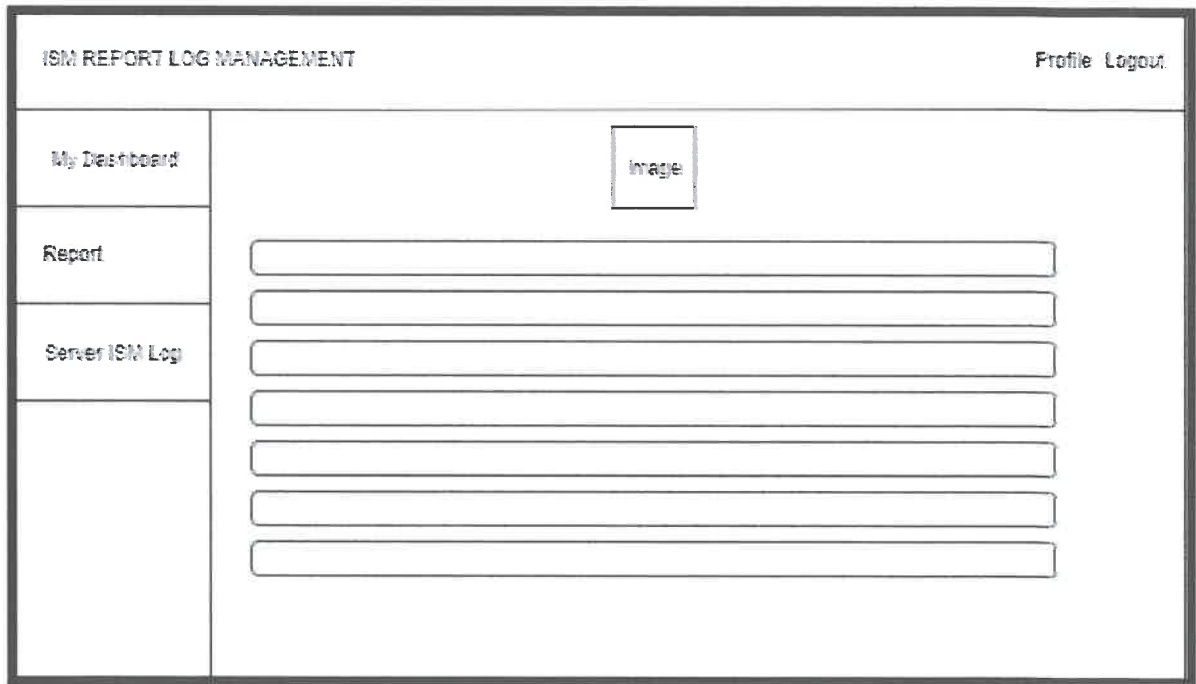 ISM REPORT LOG MANAGEMENT
Profile Logout
My Dashboard
Image
Report
Server ISM Log